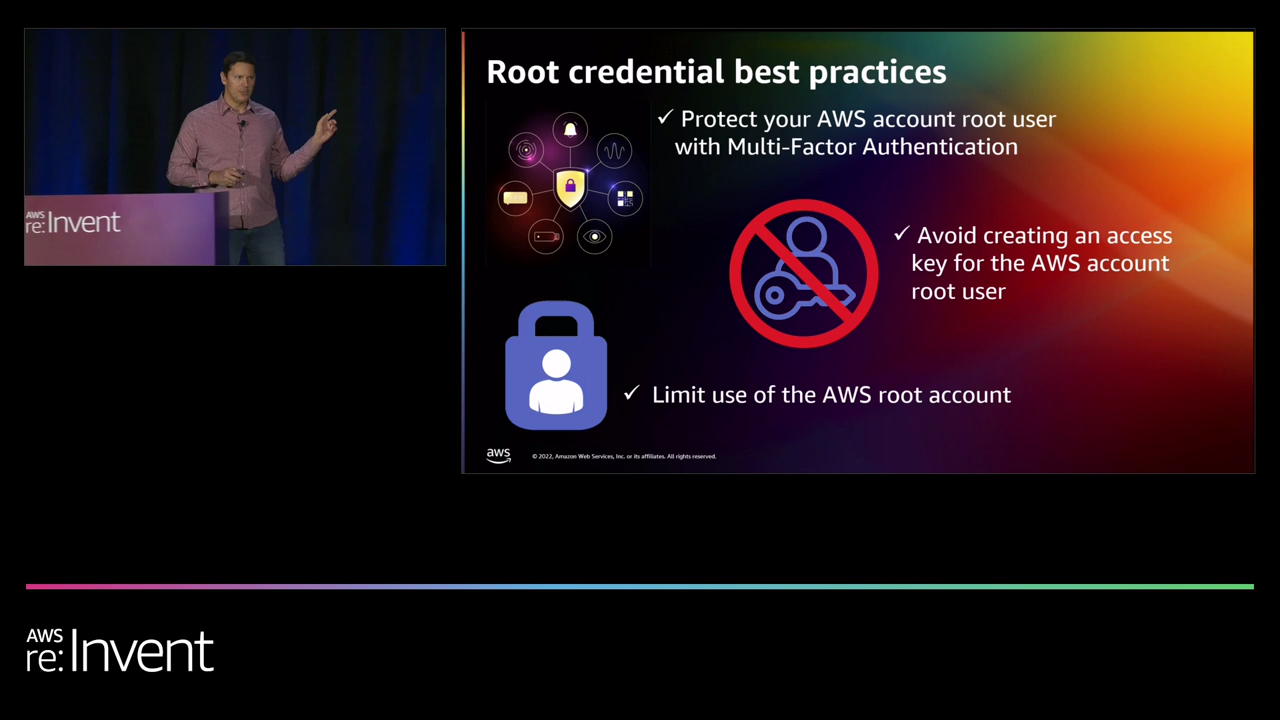 AWS
re:Invent
Root credential best practices
✓ Protect your AWS account root user
with Multi-Factor Authentication
✓ Avoid creating an access
key for the AWS account
root user
✓ Limit use of the AWS root account
aws
© 2022, Amazon Web Services, Inc. or its affiliates. All rights reserved.
AWS
re:Invent